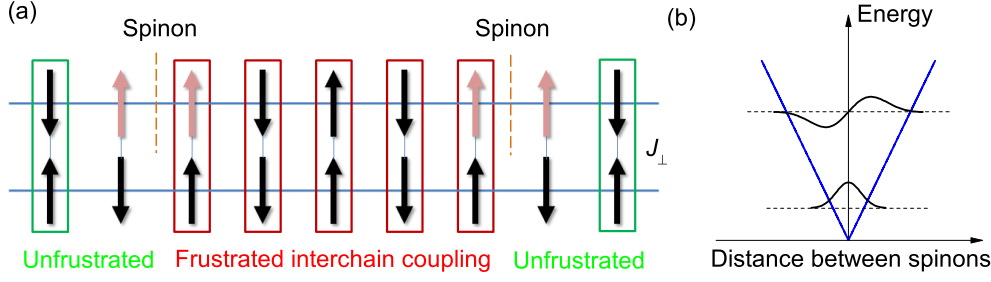 (a)
Spinon
Spinon
J⊥
Unfrustrated
Frustrated interchain coupling
Unfrustrated
(b)
Energy
Distance between spinons